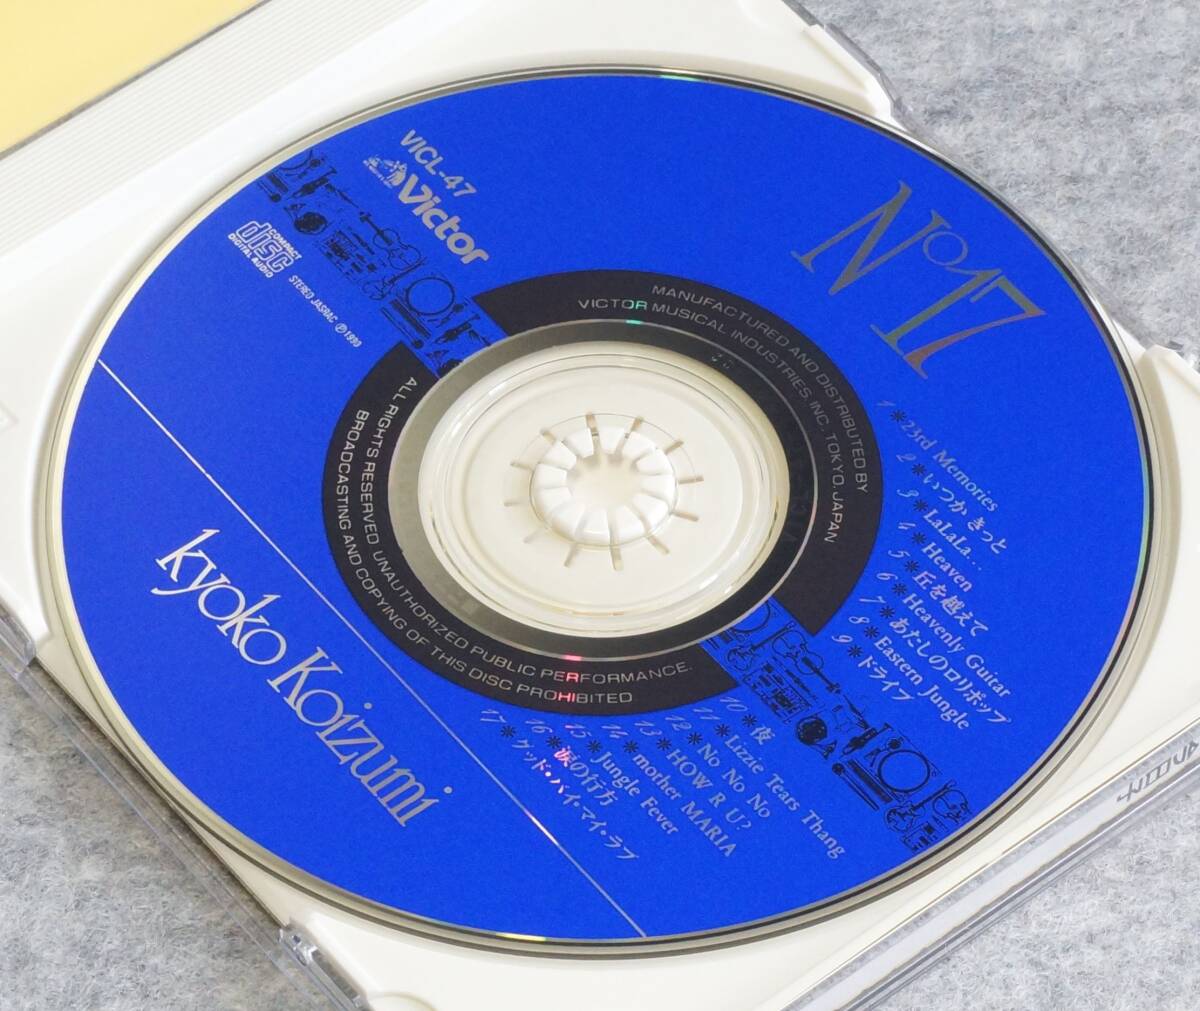 VICL-47
Victor
COMPACT
disc
DIGITAL AUDIO
STEREO JASRAC Ⓟ1990
No17
MANUFACTURED AND DISTRIBUTED BY
VICTOR MUSICAL INDUSTRIES, INC. TOKYO, JAPAN
ALL RIGHTS RESERVED. UNAUTHORIZED PUBLIC PERFORMANCE.
BROADCASTING AND COPYING OF THIS DISC PROHIBITED
1 ＊23rd Memories
2 ＊いつか きっと
3 ＊LaLaLa...
4 ＊Heaven
5 ＊丘を越えて
6 ＊Heavenly Guitar
7 ＊あたしのロリポップ
8 ＊Eastern Jungle
9 ＊ドライブ
10 ＊夜
11 ＊Lizzie Tears Thang
12 ＊No No No
13 ＊HOW R U?
14 ＊mother MARIA
15 ＊Jungle Fever
16 ＊涙の行方
17 ＊グッド・バイ・マイ・ラブ
kyoko Koizumi